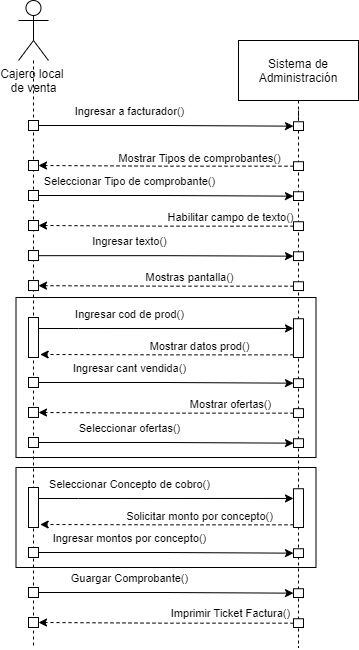 Cajero local
de venta
Sistema de
Administración
Ingresar a facturador()
Mostrar Tipos de comprobantes()
Seleccionar Tipo de comprobante()
Habilitar campo de texto()
Ingresar texto()
Mostras pantalla()
Ingresar cod de prod()
Mostrar datos prod()
Ingresar cant vendida()
Mostrar ofertas()
Seleccionar ofertas()
Seleccionar Concepto de cobro()
Solicitar monto por concepto()
Ingresar montos por concepto()
Guargar Comprobante()
Imprimir Ticket Factura()